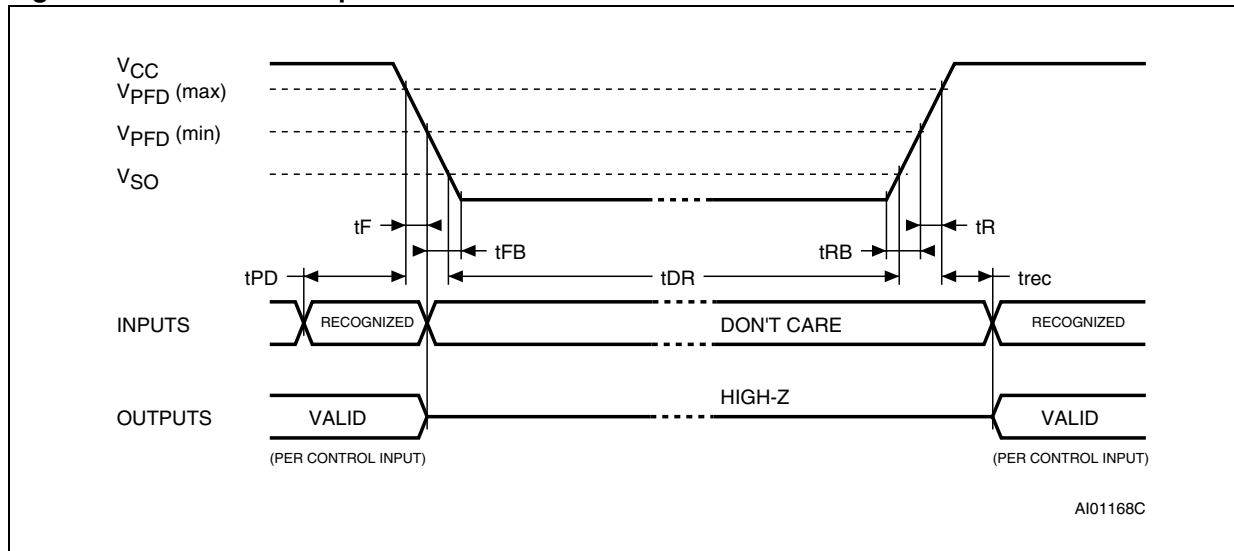 VCC
VPFD (max)
VPFD (min)
VSO
tF
tR
tFB
tRB
tPD
tDR
trec
INPUTS
RECOGNIZED
DON'T CARE
RECOGNIZED
HIGH-Z
OUTPUTS
VALID
VALID
(PER CONTROL INPUT)
(PER CONTROL INPUT)
AI01168C